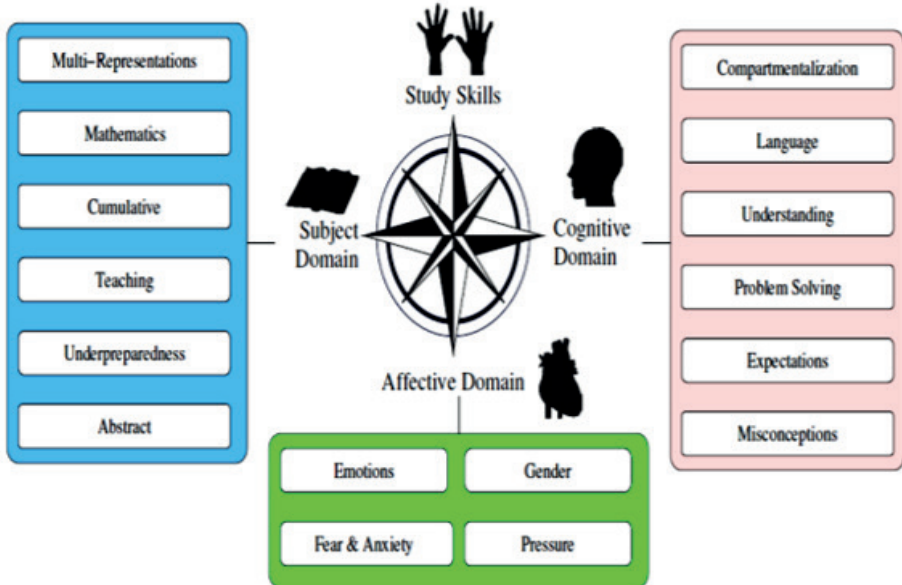 Multi-Representations
Mathematics
Cumulative
Teaching
Underpreparedness
Abstract
Study Skills
Subject
Domain
Cognitive
Domain
Affective Domain
Compartmentalization
Language
Understanding
Problem Solving
Expectations
Misconceptions
Emotions
Gender
Fear & Anxiety
Pressure